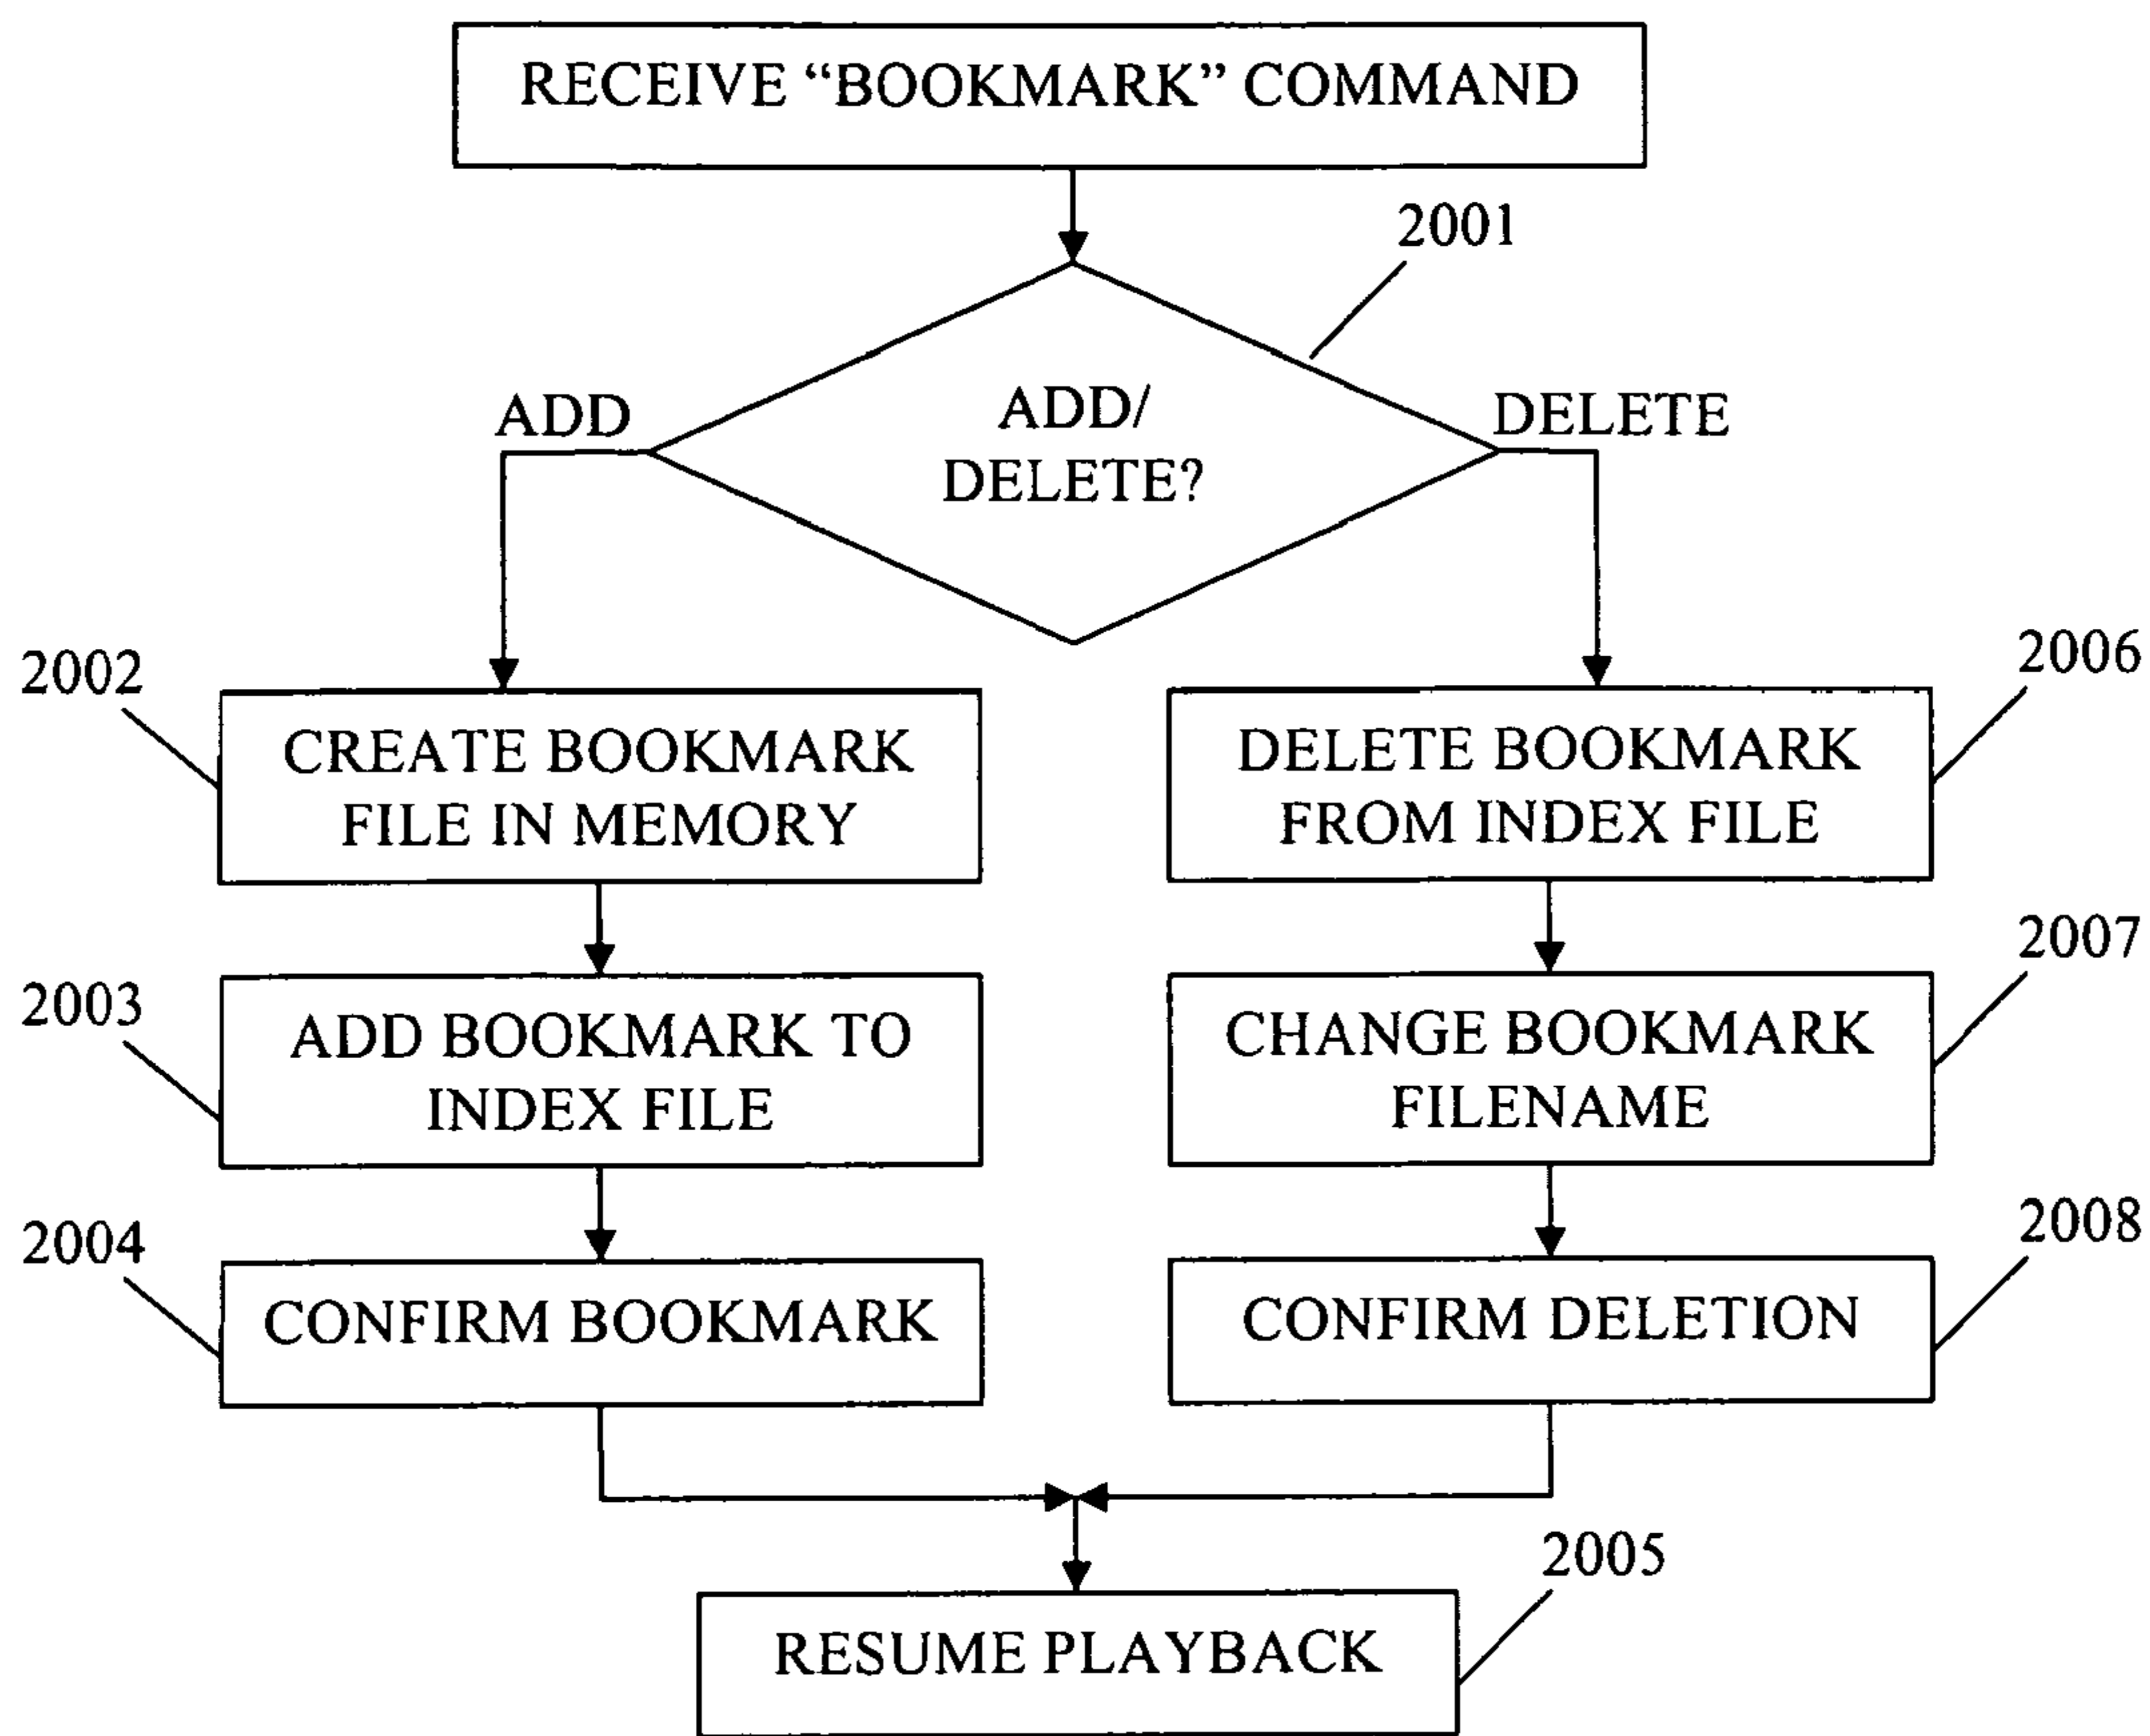 RECEIVE “BOOKMARK” COMMAND
2001
ADD
ADD/
DELETE?
DELETE
2002
CREATE BOOKMARK
FILE IN MEMORY
2006
DELETE BOOKMARK
FROM INDEX FILE
2003
ADD BOOKMARK TO
INDEX FILE
2007
CHANGE BOOKMARK
FILENAME
2004
CONFIRM BOOKMARK
2008
CONFIRM DELETION
2005
RESUME PLAYBACK